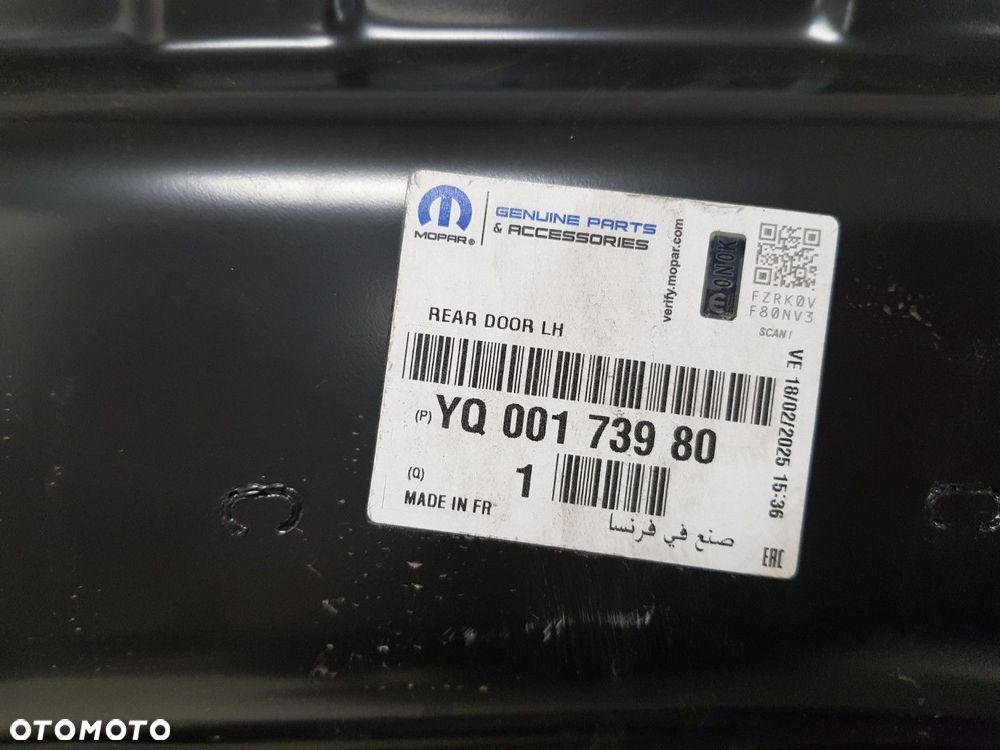 MOPAR®
GENUINE PARTS
& ACCESSORIES
verify.mopar.com
ONOK
FZRK0V
F80NV3
SCAN!
REAR DOOR LH
(P) YQ 001 739 80
(Q) 1
MADE IN FR
صنع في فرنسا
VE 18/02/2025 15:36
EAC
OTOMOTO